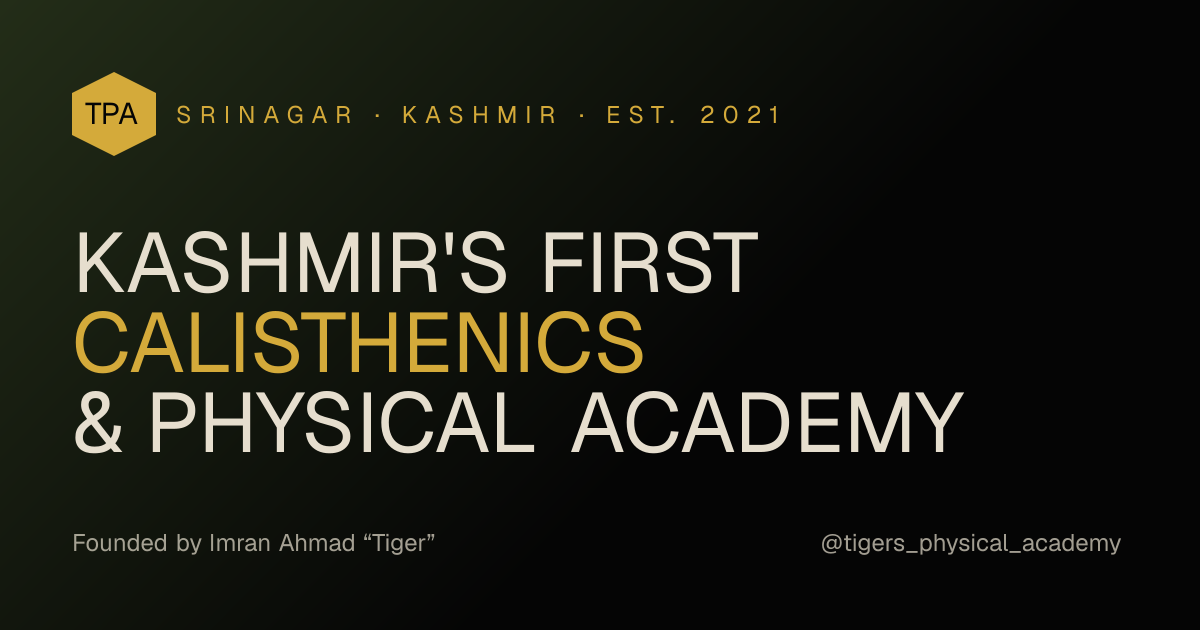 TPA
SRINAGAR · KASHMIR · EST. 2021
KASHMIR'S FIRST
CALISTHENICS
& PHYSICAL ACADEMY
Founded by Imran Ahmad “Tiger”
@tigers_physical_academy